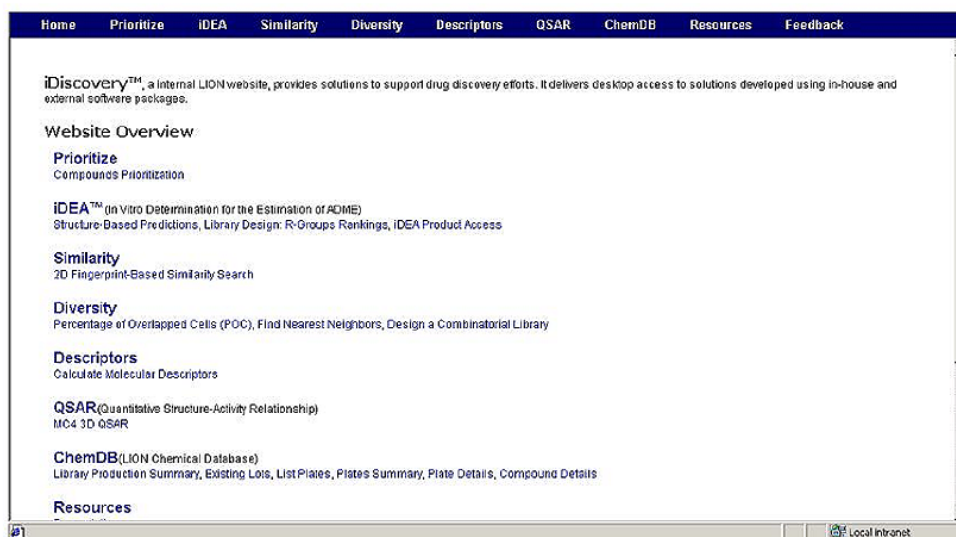 Home Prioritize iDEA Similarity Diversity Descriptors QSAR ChemDB Resources Feedback
iDiscovery™, a internal LION website, provides solutions to support drug discovery efforts. It delivers desktop access to solutions developed using in-house and
external software packages.
Website Overview
Prioritize
Compounds Prioritization
iDEA™ (In Vitro Determination for the Estimation of ADME)
Structure-Based Predictions, Library Design: R-Groups Rankings, iDEA Product Access
Similarity
2D Fingerprint-Based Similarity Search
Diversity
Percentage of Overlapped Cells (POC), Find Nearest Neighbors, Design a Combinatorial Library
Descriptors
Calculate Molecular Descriptors
QSAR(Quantitative Structure-Activity Relationship)
MC4 3D QSAR
ChemDB(LION Chemical Database)
Library Production Summary, Existing Lots, List Plates, Plates Summary, Plate Details, Compound Details
Resources
Local intranet